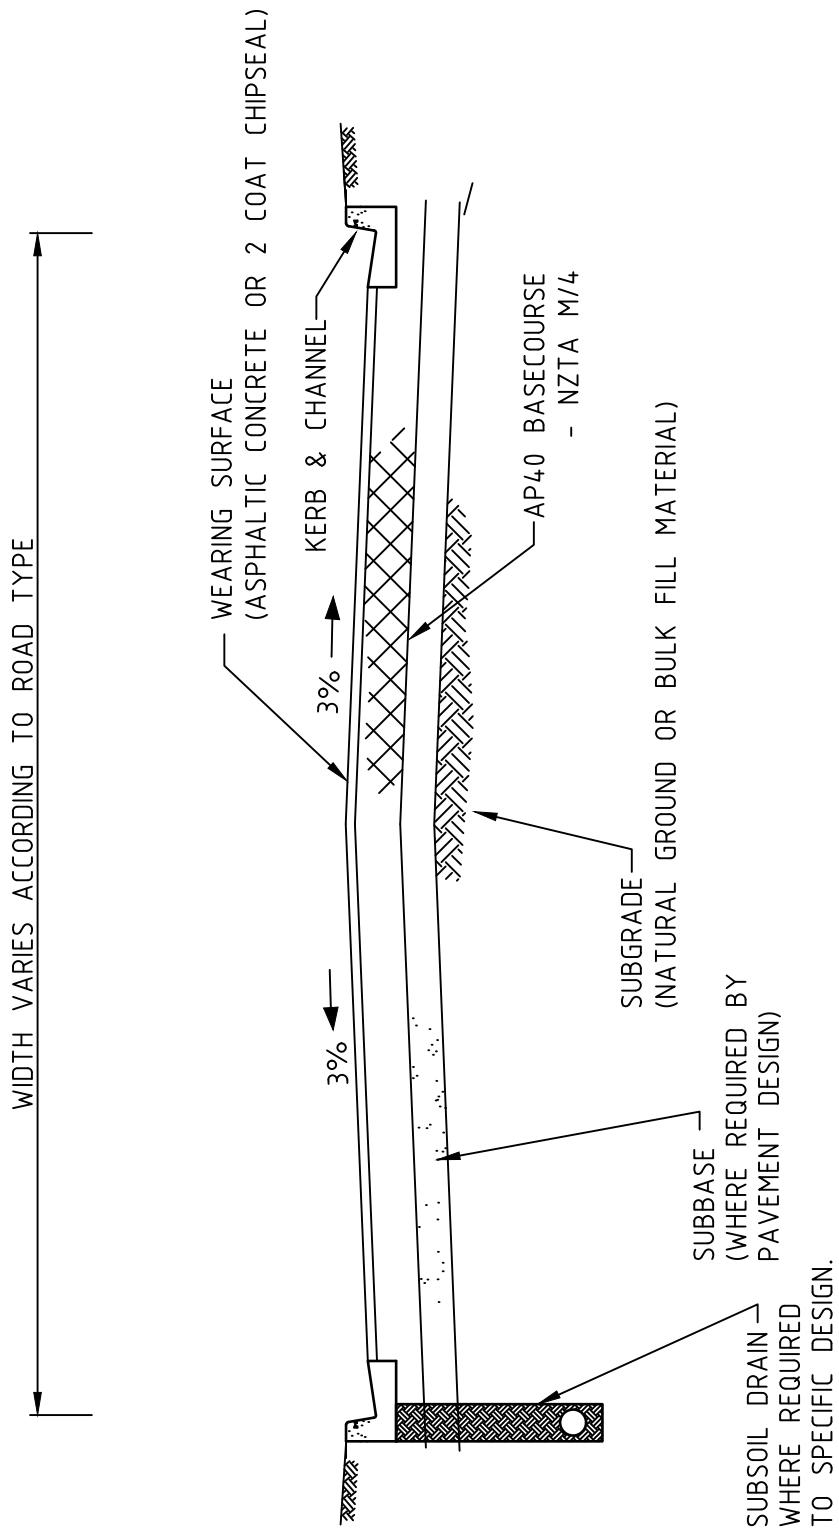 WIDTH VARIES ACCORDING TO ROAD TYPE
WEARING SURFACE
(ASPHALTIC CONCRETE OR 2 COAT CHIPSEAL)
KERB & CHANNEL
3%
3%
AP40 BASECOURSE
- NZTA M/4
SUBGRADE
(NATURAL GROUND OR BULK FILL MATERIAL)
SUBBASE
(WHERE REQUIRED BY
PAVEMENT DESIGN)
SUBSOIL DRAIN
WHERE REQUIRED
TO SPECIFIC DESIGN.